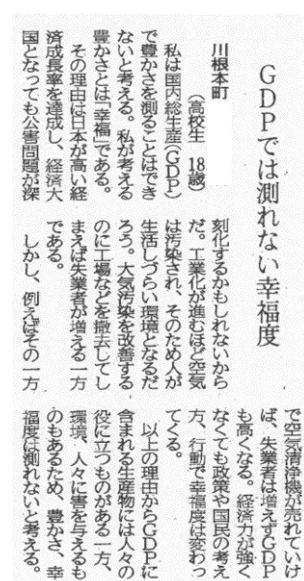 GDPでは測れない幸福度
川根本町
（高校生　18歳）
私は国内総生産（GDP）
で豊かさを測ることはでき
ないと考える。私が考える
豊かさとは「幸福」である。
その理由は日本が高い経
済成長率を達成し、経済大
国となっても公害問題が深
刻化するかもしれないから
だ。工業化が進むほど空気
は汚染され、そのため人が
生活しづらい環境となるだ
ろう。大気汚染を改善する
のに工場などを撤去してし
まえば失業者が増える一方
である。
しかし、例えばその一方
で空気清浄機が売れていけ
ば、失業者は増えずGDP
も高くなる。経済力が強く
なくても政策や国民の考え
方、行動で幸福度は変わっ
てくる。
以上の理由からGDPに
含まれる生産物には人々の
役に立つものがある一方、
環境、人々に害を与えるも
のもあるため、豊かさ、幸
福度は測れないと考える。